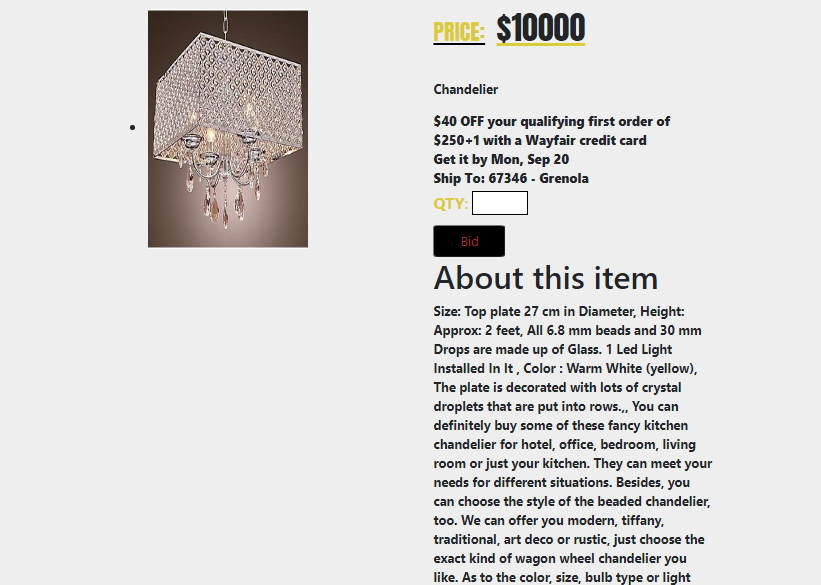 PRICE: $10000
Chandelier
$40 OFF your qualifying first order of
$250+1 with a Wayfair credit card
Get it by Mon, Sep 20
Ship To: 67346 - Grenola
QTY:
Bid
About this item
Size: Top plate 27 cm in Diameter, Height:
Approx: 2 feet, All 6.8 mm beads and 30 mm
Drops are made up of Glass. 1 Led Light
Installed In It , Color : Warm White (yellow),
The plate is decorated with lots of crystal
droplets that are put into rows.,, You can
definitely buy some of these fancy kitchen
chandelier for hotel, office, bedroom, living
room or just your kitchen. They can meet your
needs for different situations. Besides, you
can choose the style of the beaded chandelier,
too. We can offer you modern, tiffany,
traditional, art deco or rustic, just choose the
exact kind of wagon wheel chandelier you
like. As to the color, size, bulb type or light